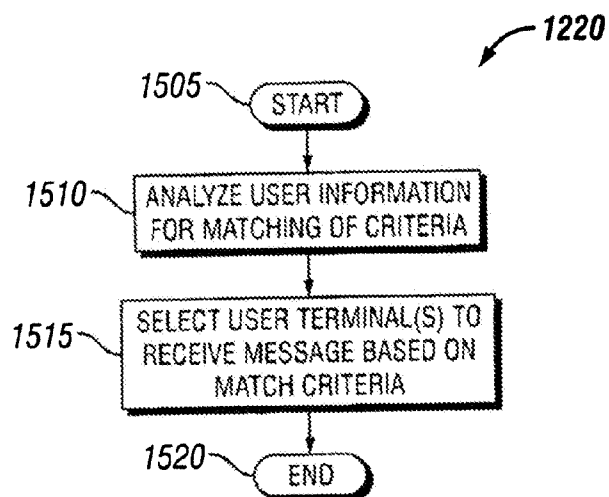 1220
1505
START
1510
ANALYZE USER INFORMATION
FOR MATCHING OF CRITERIA
1515
SELECT USER TERMINAL(S) TO
RECEIVE MESSAGE BASED ON
MATCH CRITERIA
1520
END